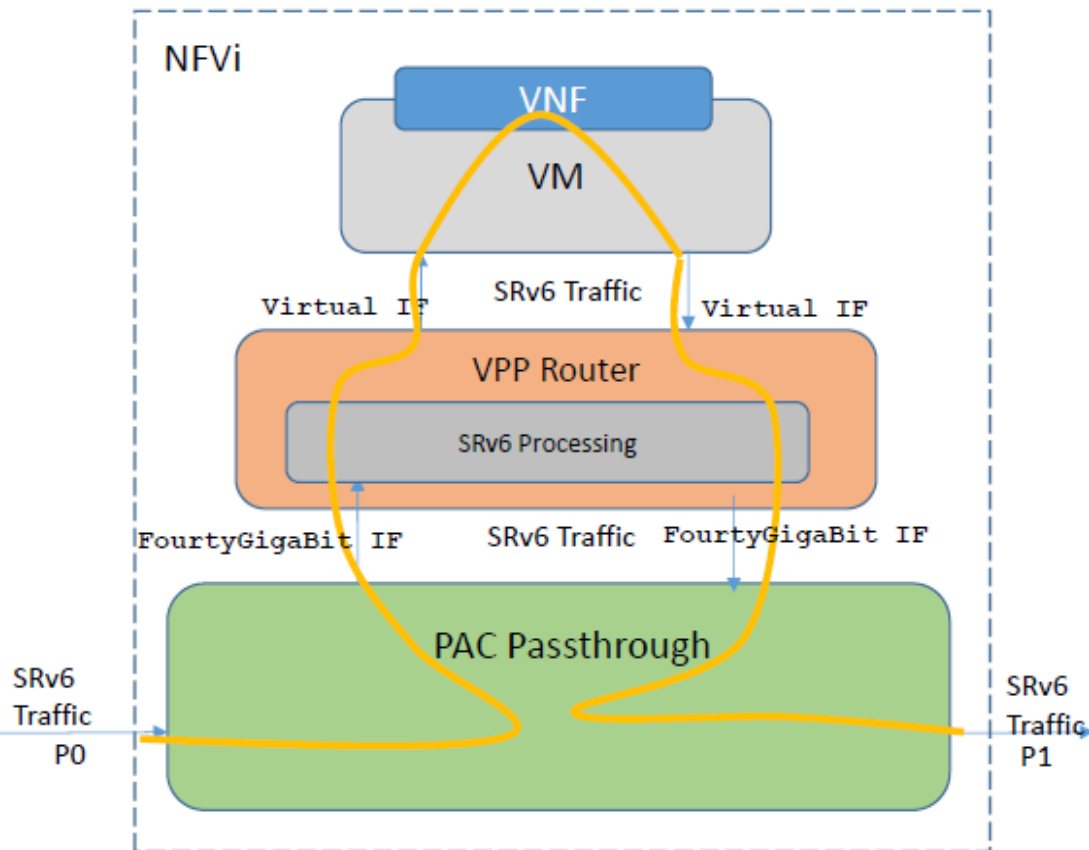 NFVi
VNF
VM
SRv6 Traffic
Virtual IF
Virtual IF
VPP Router
SRv6 Processing
FourtyGigaBit IF
SRv6 Traffic
FourtyGigaBit IF
PAC Passthrough
SRv6
Traffic
P0
SRv6
Traffic
P1